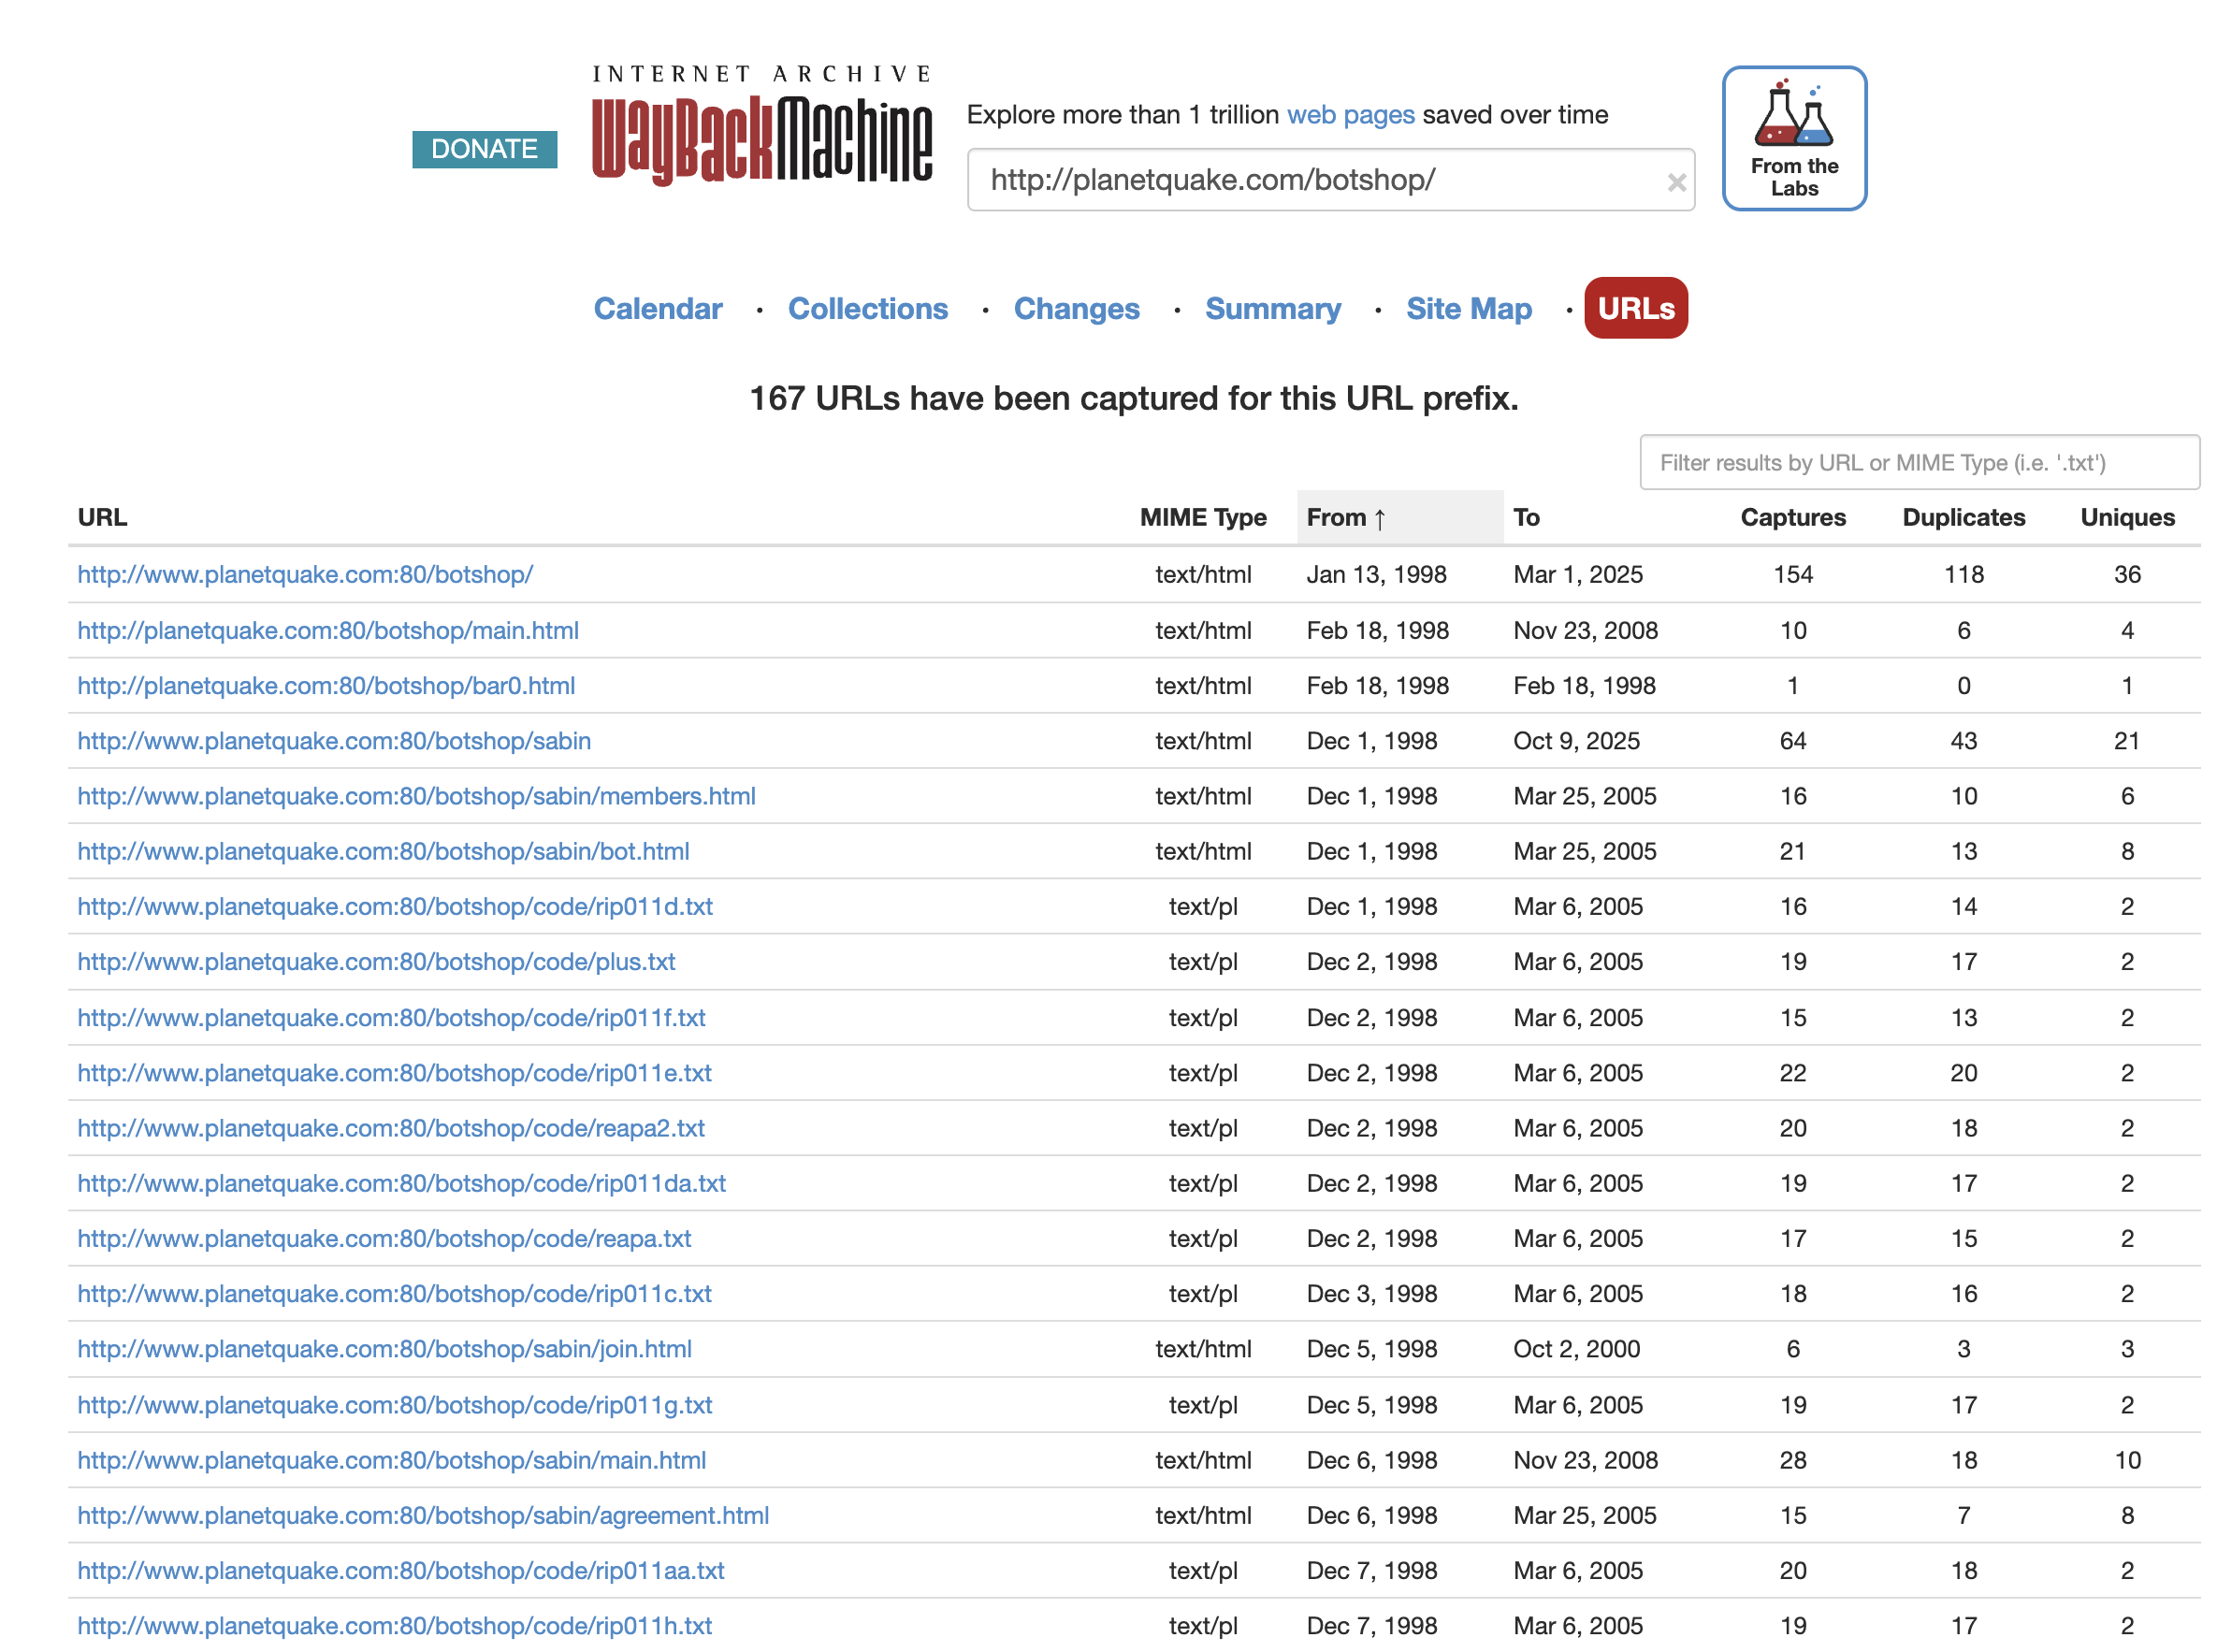 INTERNET ARCHIVE
WayBackMachine
DONATE
Explore more than 1 trillion web pages saved over time
http://planetquake.com/botshop/ ×
From the
Labs
Calendar · Collections · Changes · Summary · Site Map · URLs
167 URLs have been captured for this URL prefix.
Filter results by URL or MIME Type (i.e. '.txt')
URL MIME Type From ↑ To Captures Duplicates Uniques
http://www.planetquake.com:80/botshop/ text/html Jan 13, 1998 Mar 1, 2025 154 118 36
http://planetquake.com:80/botshop/main.html text/html Feb 18, 1998 Nov 23, 2008 10 6 4
http://planetquake.com:80/botshop/bar0.html text/html Feb 18, 1998 Feb 18, 1998 1 0 1
http://www.planetquake.com:80/botshop/sabin text/html Dec 1, 1998 Oct 9, 2025 64 43 21
http://www.planetquake.com:80/botshop/sabin/members.html text/html Dec 1, 1998 Mar 25, 2005 16 10 6
http://www.planetquake.com:80/botshop/sabin/bot.html text/html Dec 1, 1998 Mar 25, 2005 21 13 8
http://www.planetquake.com:80/botshop/code/rip011d.txt text/pl Dec 1, 1998 Mar 6, 2005 16 14 2
http://www.planetquake.com:80/botshop/code/plus.txt text/pl Dec 2, 1998 Mar 6, 2005 19 17 2
http://www.planetquake.com:80/botshop/code/rip011f.txt text/pl Dec 2, 1998 Mar 6, 2005 15 13 2
http://www.planetquake.com:80/botshop/code/rip011e.txt text/pl Dec 2, 1998 Mar 6, 2005 22 20 2
http://www.planetquake.com:80/botshop/code/reapa2.txt text/pl Dec 2, 1998 Mar 6, 2005 20 18 2
http://www.planetquake.com:80/botshop/code/rip011da.txt text/pl Dec 2, 1998 Mar 6, 2005 19 17 2
http://www.planetquake.com:80/botshop/code/reapa.txt text/pl Dec 2, 1998 Mar 6, 2005 17 15 2
http://www.planetquake.com:80/botshop/code/rip011c.txt text/pl Dec 3, 1998 Mar 6, 2005 18 16 2
http://www.planetquake.com:80/botshop/sabin/join.html text/html Dec 5, 1998 Oct 2, 2000 6 3 3
http://www.planetquake.com:80/botshop/code/rip011g.txt text/pl Dec 5, 1998 Mar 6, 2005 19 17 2
http://www.planetquake.com:80/botshop/sabin/main.html text/html Dec 6, 1998 Nov 23, 2008 28 18 10
http://www.planetquake.com:80/botshop/sabin/agreement.html text/html Dec 6, 1998 Mar 25, 2005 15 7 8
http://www.planetquake.com:80/botshop/code/rip011aa.txt text/pl Dec 7, 1998 Mar 6, 2005 20 18 2
http://www.planetquake.com:80/botshop/code/rip011h.txt text/pl Dec 7, 1998 Mar 6, 2005 19 17 2